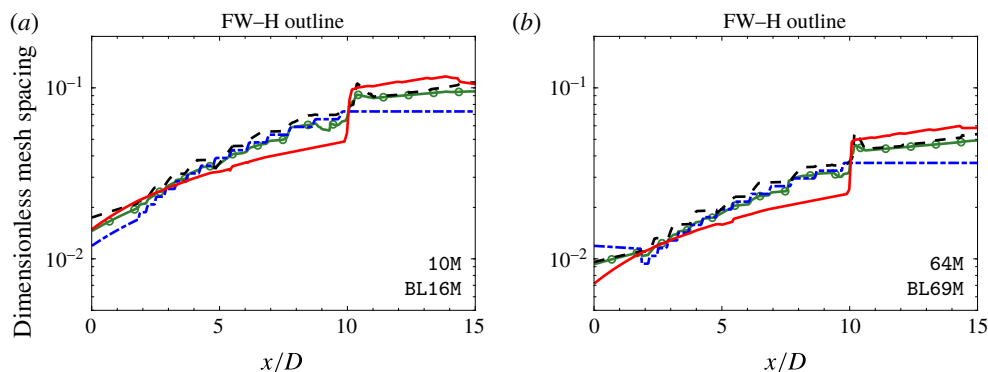 (a)
FW–H outline
Dimensionless mesh spacing
10⁻¹
10⁻²
10M
BL16M
0
5
10
15
x/D
(b)
FW–H outline
10⁻¹
10⁻²
64M
BL69M
0
5
10
15
x/D